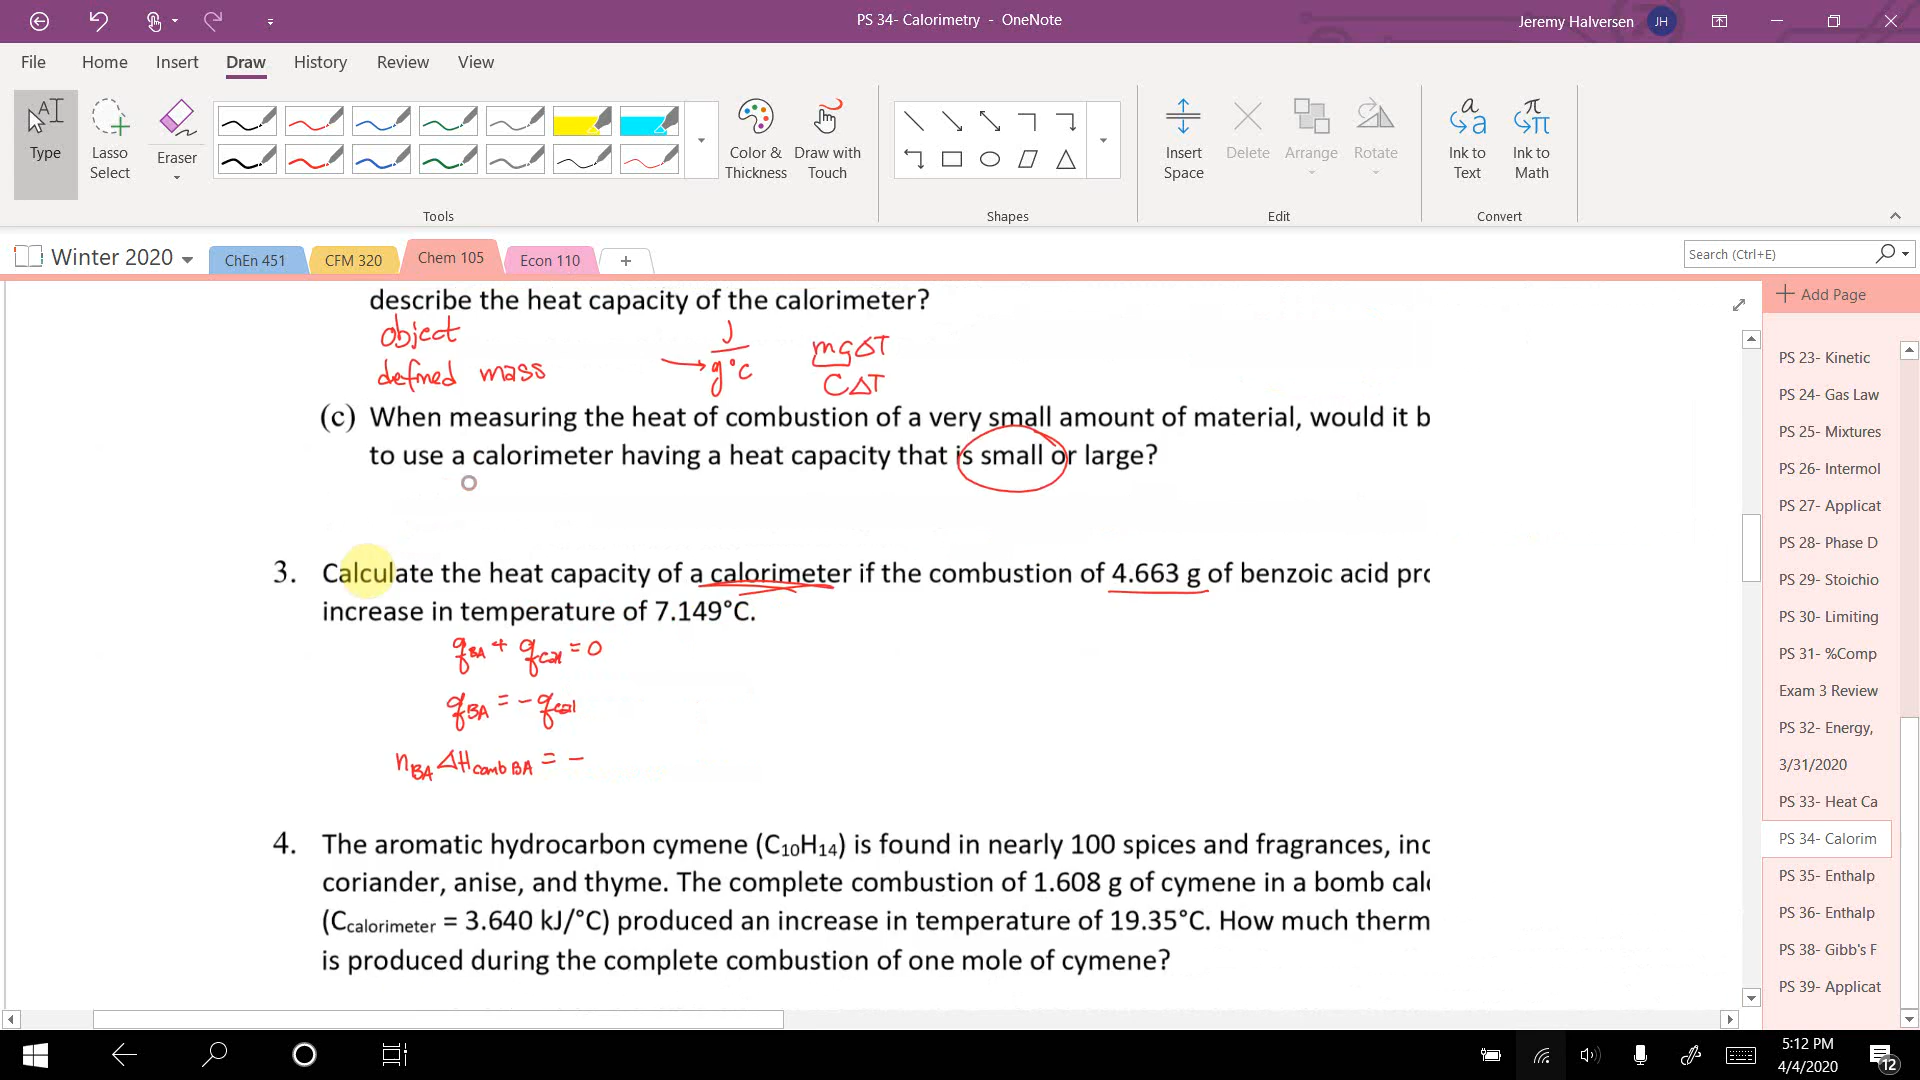 PS 34- Calorimetry - OneNote
Jeremy Halversen JH
File Home Insert Draw History Review View
Type
Lasso Select
Eraser
Color & Thickness
Draw with Touch
Insert Space
Delete
Arrange
Rotate
Ink to Text
Ink to Math
Tools
Shapes
Edit
Convert
Winter 2020
ChEn 451
CFM 320
Chem 105
Econ 110
+
Search (Ctrl+E)
describe the heat capacity of the calorimeter?
object
defined mass
J
g°C
mc△T
C△T
(c) When measuring the heat of combustion of a very small amount of material, would it b
to use a calorimeter having a heat capacity that is small or large?
3. Calculate the heat capacity of a calorimeter if the combustion of 4.663 g of benzoic acid pro
increase in temperature of 7.149°C.
qBA + qcal = 0
qBA = -qcal
nBA △Hcomb BA = -
4. The aromatic hydrocarbon cymene (C10H14) is found in nearly 100 spices and fragrances, inc
coriander, anise, and thyme. The complete combustion of 1.608 g of cymene in a bomb cal
(Ccalorimeter = 3.640 kJ/°C) produced an increase in temperature of 19.35°C. How much therm
is produced during the complete combustion of one mole of cymene?
Add Page
PS 23- Kinetic
PS 24- Gas Law
PS 25- Mixtures
PS 26- Intermol
PS 27- Applicat
PS 28- Phase D
PS 29- Stoichio
PS 30- Limiting
PS 31- %Comp
Exam 3 Review
PS 32- Energy,
3/31/2020
PS 33- Heat Ca
PS 34- Calorim
PS 35- Enthalp
PS 36- Enthalp
PS 38- Gibb's F
PS 39- Applicat
5:12 PM
4/4/2020
12